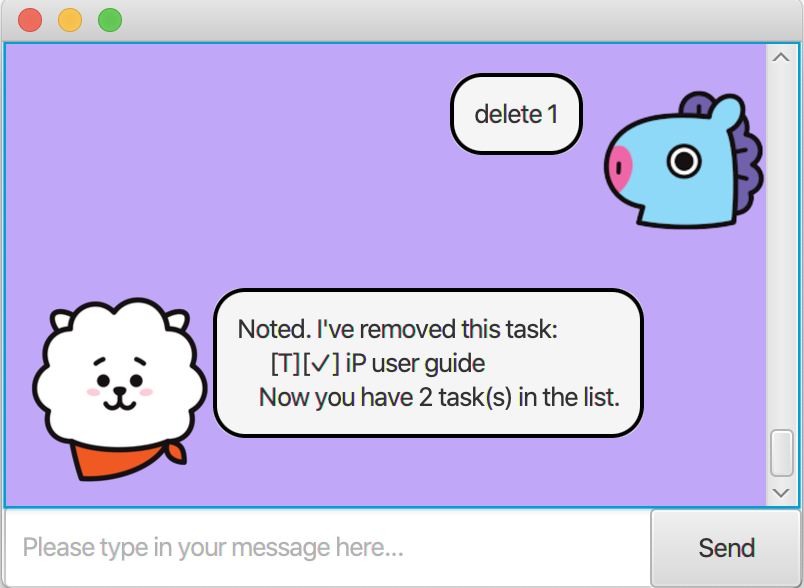 delete 1
Noted. I've removed this task:
[T][✓] iP user guide
Now you have 2 task(s) in the list.
Please type in your message here...
Send